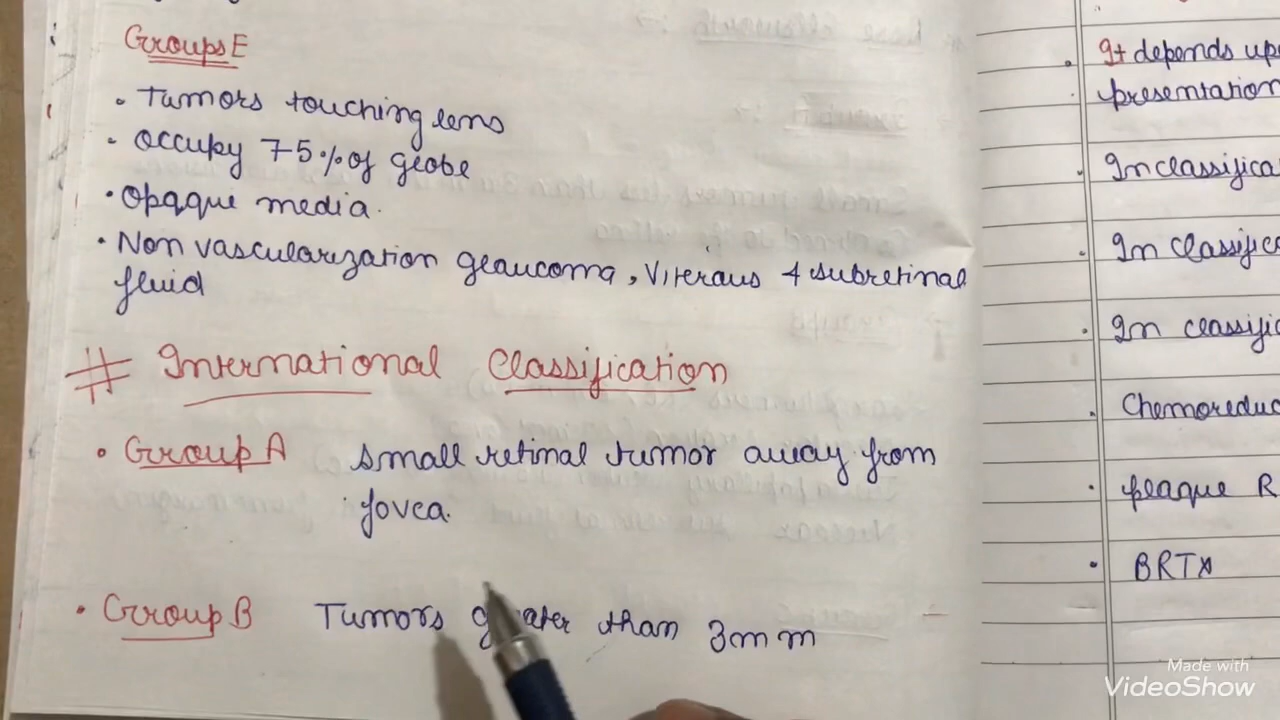 Groups E
• Tumors touching lens
• occupy 75% of globe
• Opaque media.
• Non vascularization glaucoma, Viterous & subretinal
fluid
# International Classification
• Group A small retinal tumor away from
fovea.
• Group B Tumors greater than 3mm
• It depends up
presentation
• In classifica
• In classific
• In classific
• Chemoreduc
• plaque R
• BRTx
Made with
VideoShow